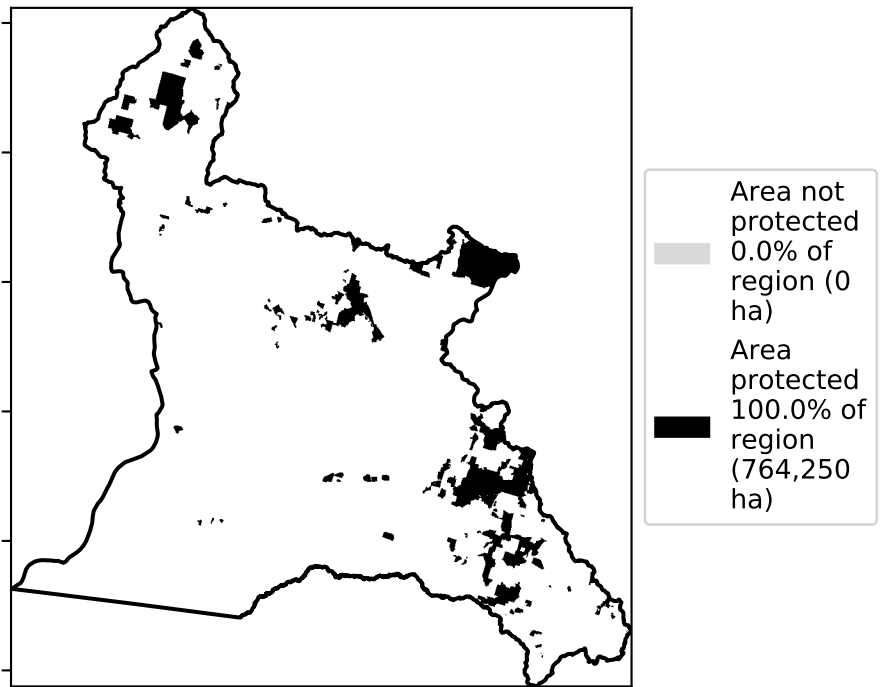 Area not
protected
0.0% of
region (0
ha)
Area
protected
100.0% of
region
(764,250
ha)